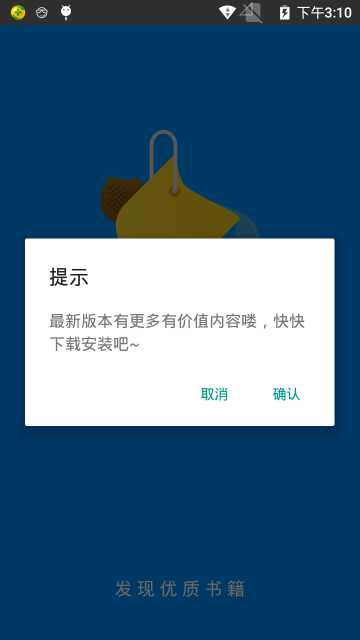 下午3:10
提示
最新版本有更多有价值内容喽，快快
下载安装吧~
取消
确认
发现优质书籍